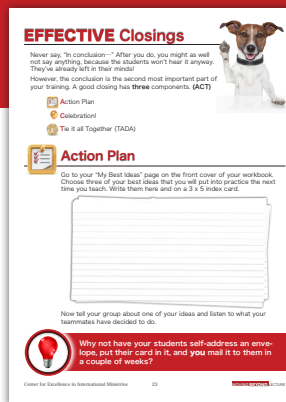 EFFECTIVE Closings
Never say, "In conclusion…" After you do, you might as well
not say anything, because the students won't hear it anyway.
They've already left in their minds!
However, the conclusion is the second most important part of
your training. A good closing has three components. (ACT)
Action Plan
Celebration!
Tie it all Together (TADA)
Action Plan
Go to your "My Best Ideas" page on the front cover of your workbook.
Choose three of your best ideas that you will put into practice the next
time you teach. Write them here and on a 3 x 5 index card.
Now tell your group about one of your ideas and listen to what your
teammates have decided to do.
Why not have your students self-address an enve-
lope, put their card in it, and you mail it to them in
a couple of weeks?
Center for Excellence in International Ministries 23 MOVING BEYOND LECTURE